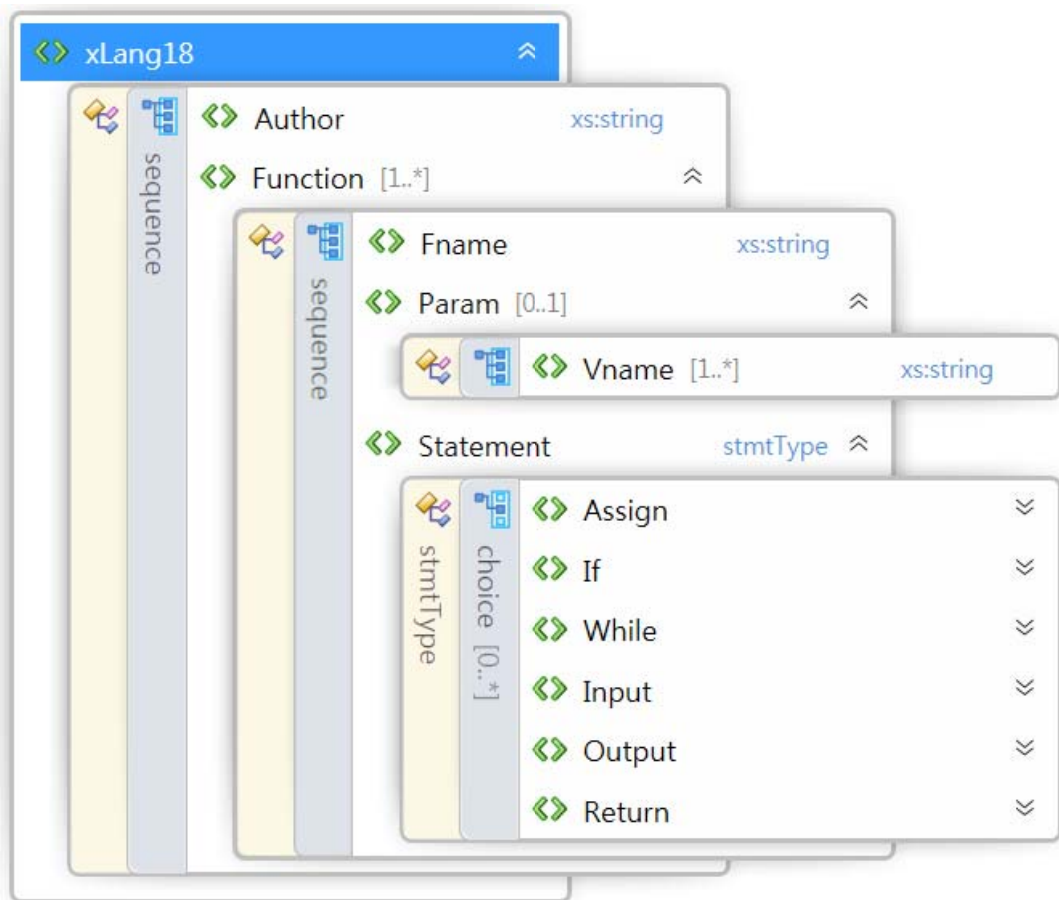 xLang18
sequence
Author xs:string
Function [1..*]
sequence
Fname xs:string
Param [0..1]
Vname [1..*] xs:string
Statement stmtType
stmtType
choice [0..*]
Assign
If
While
Input
Output
Return